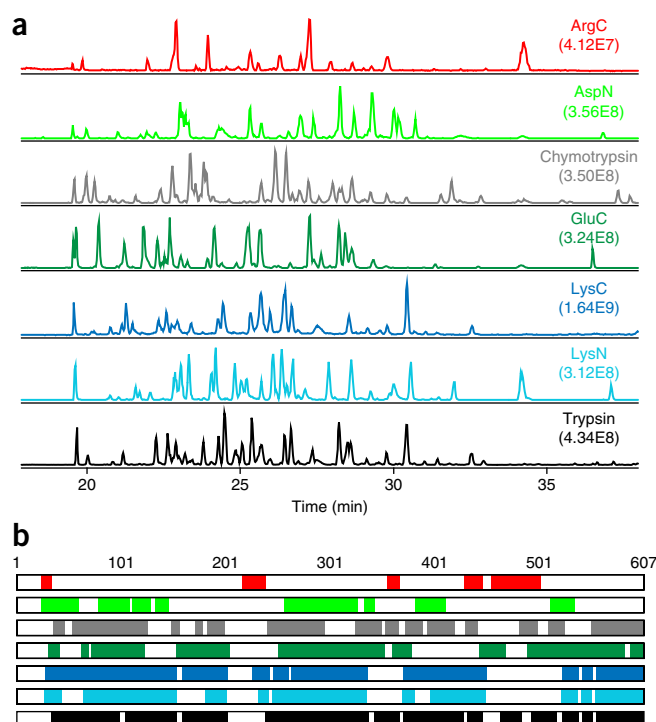 a
ArgC
(4.12E7)
AspN
(3.56E8)
Chymotrypsin
(3.50E8)
GluC
(3.24E8)
LysC
(1.64E9)
LysN
(3.12E8)
Trypsin
(4.34E8)
20 25 30 35
Time (min)
b
1 101 201 301 401 501 607